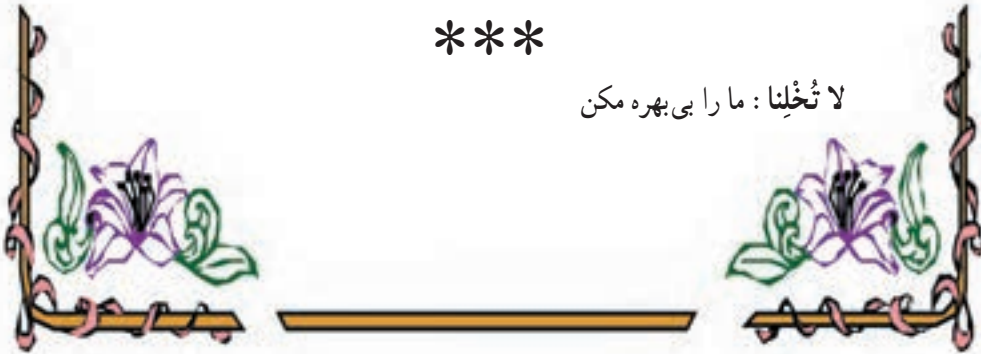 ***
لا تُخْلِنا : ما را بی‌بهره مکن